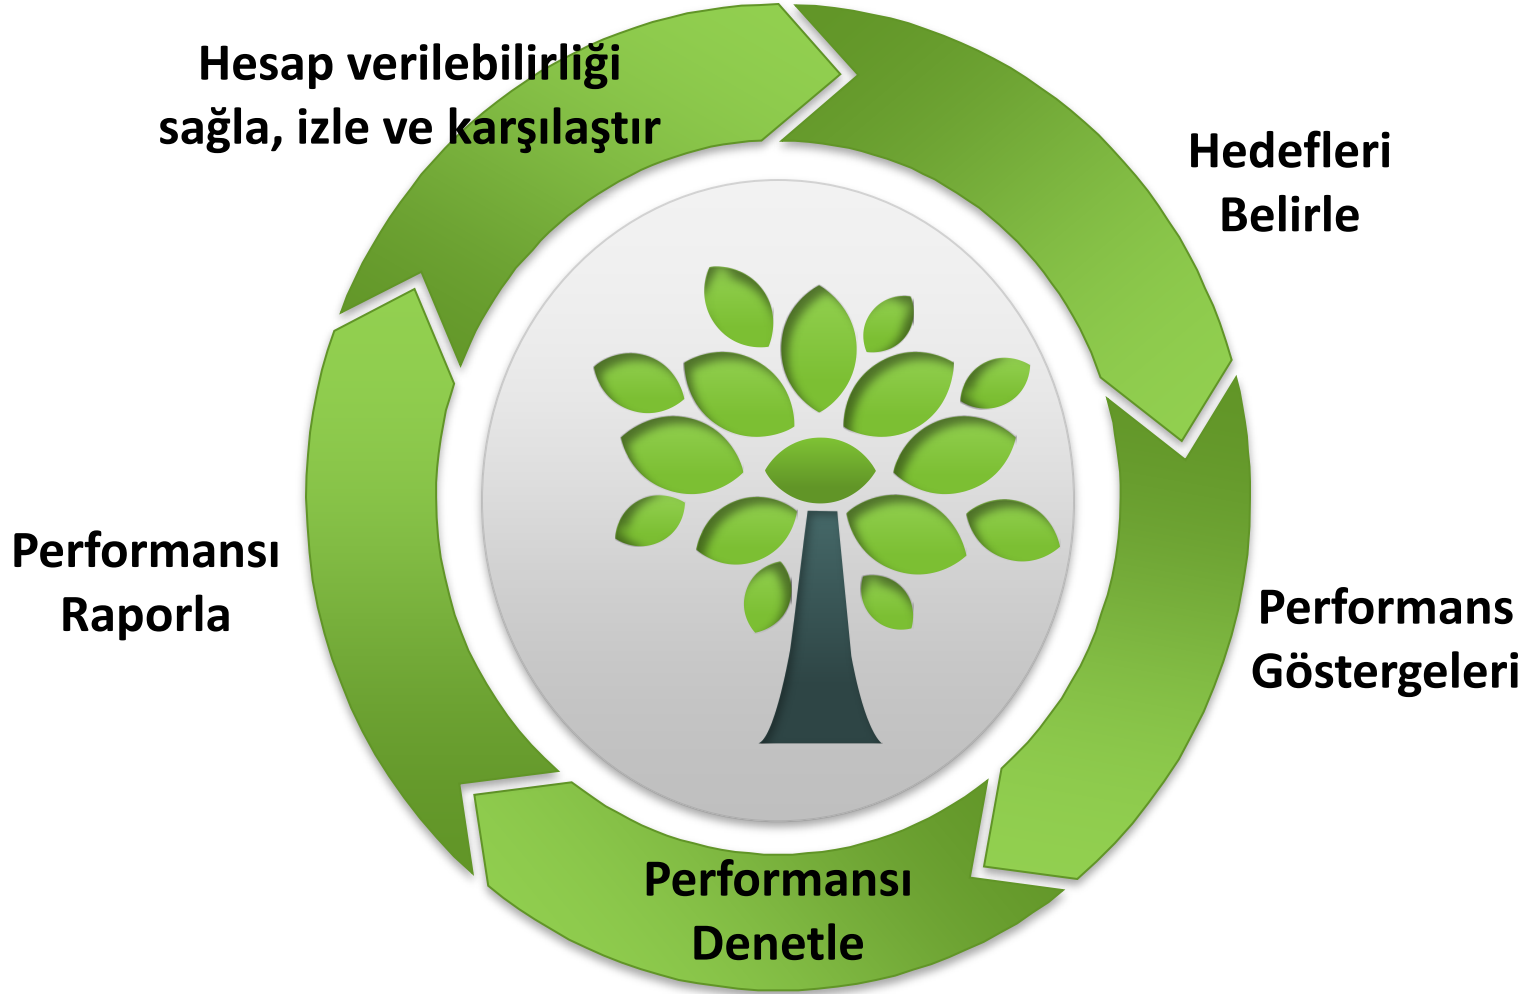 Hesap verilebilirliği
sağla, izle ve karşılaştır
Hedefleri
Belirle
Performans
Göstergeleri
Performansı
Denetle
Performansı
Raporla